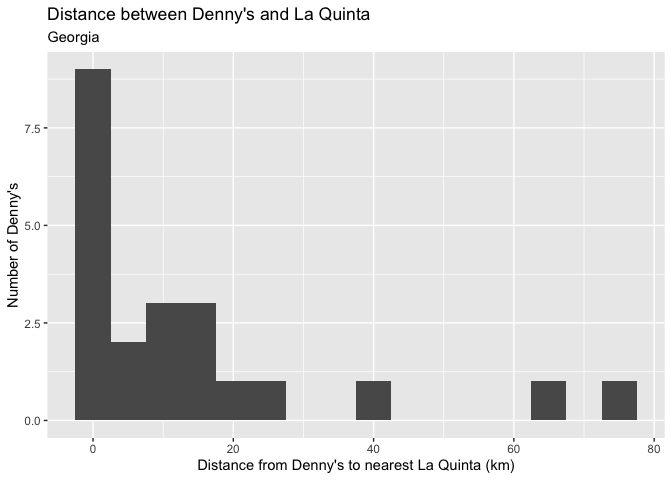 Distance between Denny's and La Quinta
Georgia
7.5
5.0
2.5
0.0
Number of Denny's
0 20 40 60 80
Distance from Denny's to nearest La Quinta (km)